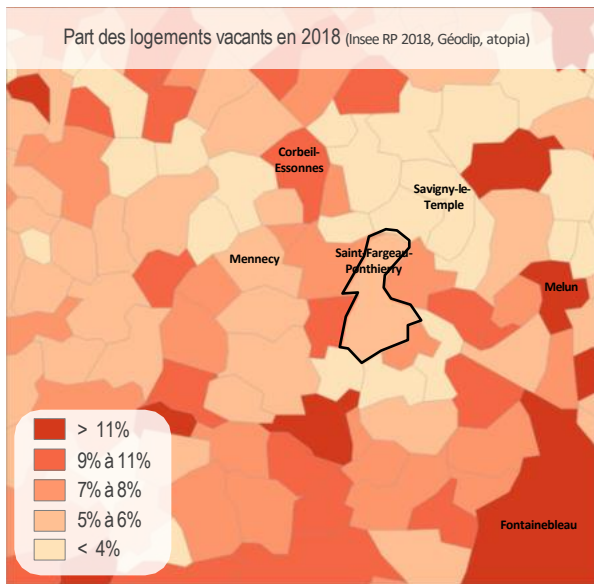 Part des logements vacants en 2018 (Insee RP 2018, Géoclip, atopia)
Corbeil-
Essonnes
Savigny-le-
Temple
Mennecy
Saint-Fargeau-
Ponthierry
Melun
> 11%
9% à 11%
7% à 8%
5% à 6%
< 4%
Fontainebleau